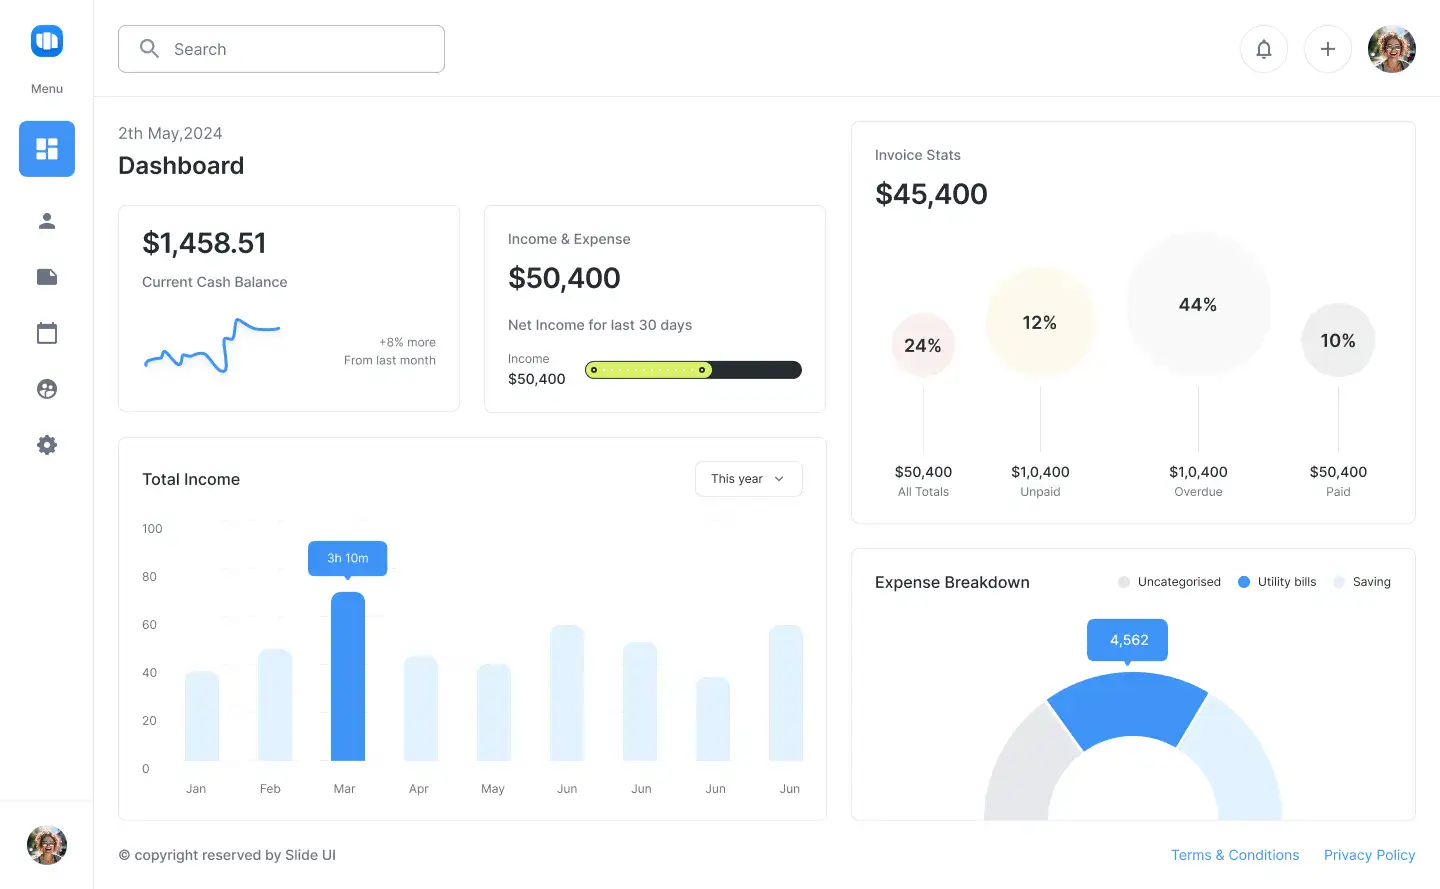 Menu
Search
2th May,2024
Dashboard
$1,458.51
Current Cash Balance
+8% more
From last month
Income & Expense
$50,400
Net Income for last 30 days
Income
$50,400
Invoice Stats
$45,400
24%
12%
44%
10%
$50,400
All Totals
$1,0,400
Unpaid
$1,0,400
Overdue
$50,400
Paid
Total Income
This year
100
80
60
40
20
0
3h 10m
Jan
Feb
Mar
Apr
May
Jun
Jun
Jun
Jun
Expense Breakdown
Uncategorised
Utility bills
Saving
4,562
© copyright reserved by Slide UI
Terms & Conditions
Privacy Policy